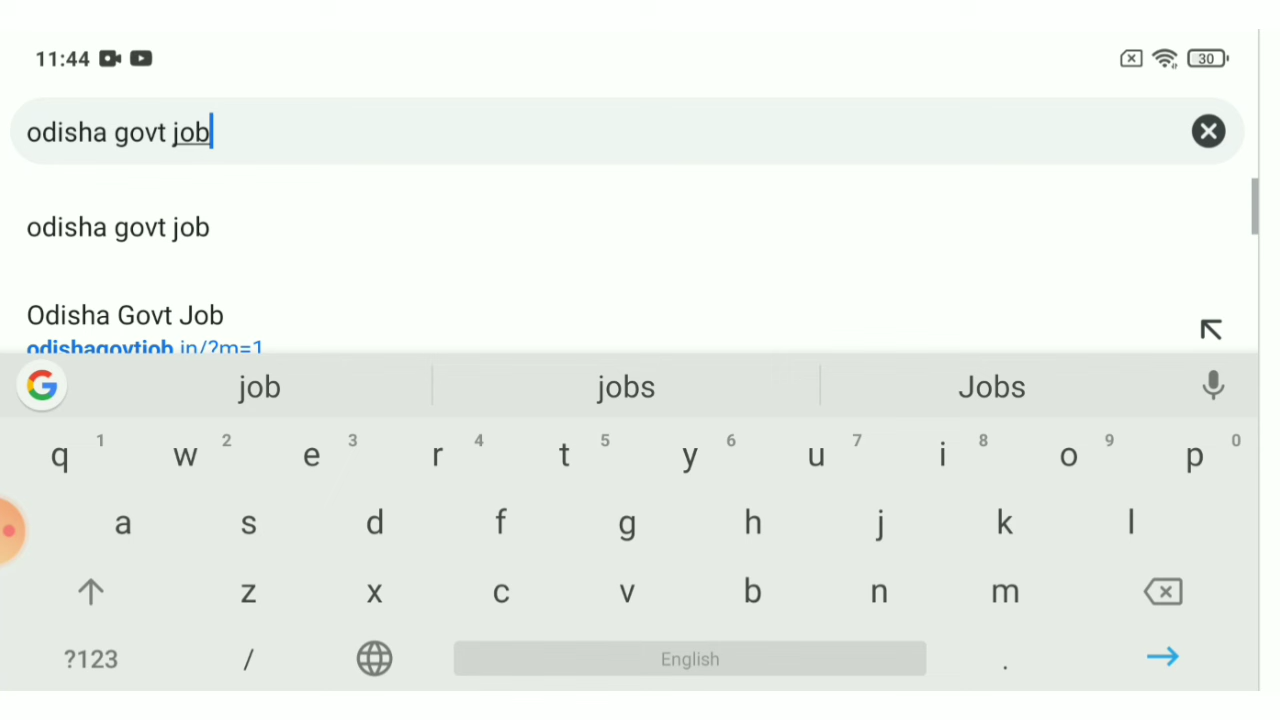 11:44
30
odisha govt job
odisha govt job
Odisha Govt Job
odishagovtjob.in/?m=1
job jobs Jobs
q 1 w 2 e 3 r 4 t 5 y 6 u 7 i 8 o 9 p 0
a s d f g h j k l
z x c v b n m
?123 / English .